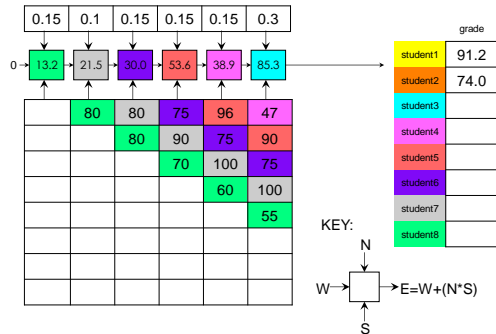 0.15 0.1 0.15 0.15 0.15 0.3
grade
0 13.2 21.5 30.0 53.6 38.9 85.3
student1 91.2
student2 74.0
student3
student4
student5
student6
student7
student8
80 80 75 96 47
80 90 75 90
70 100 75
60 100
55
KEY:
N
W E=W+(N*S)
S